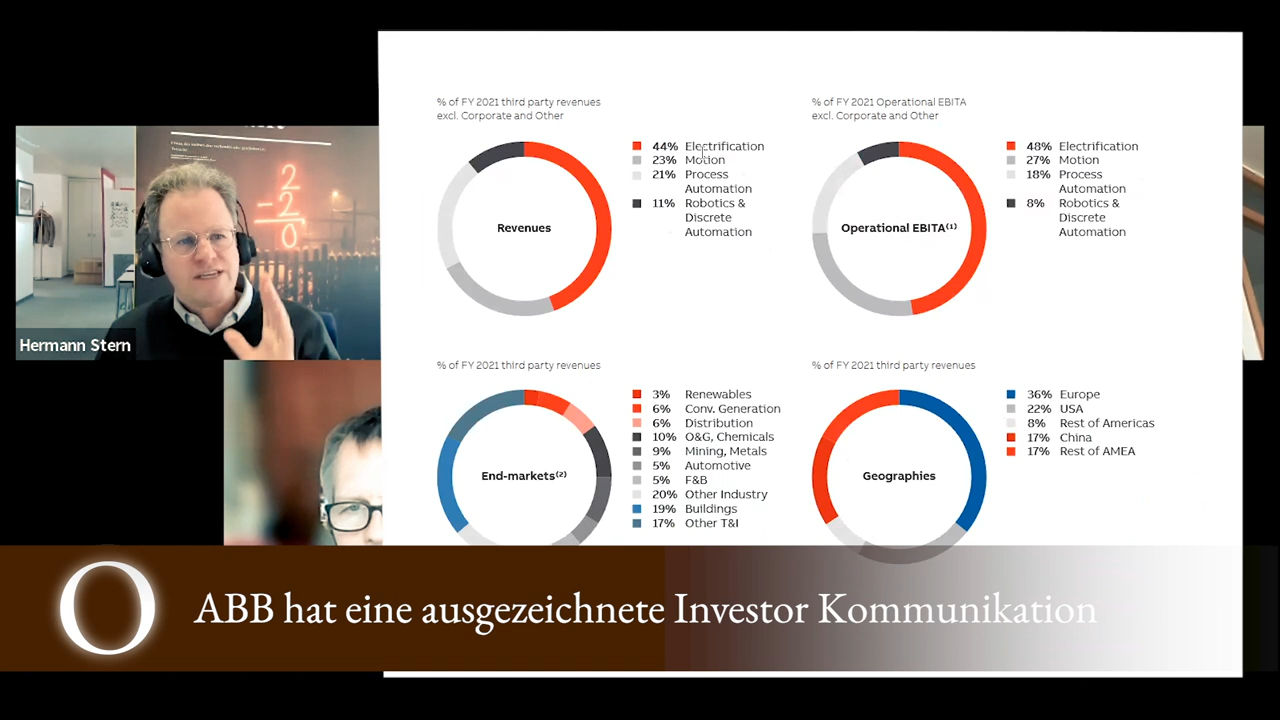 % of FY 2021 third party revenues
excl. Corporate and Other
Revenues
44% Electrification
23% Motion
21% Process
Automation
11% Robotics &
Discrete
Automation
% of FY 2021 Operational EBITA
excl. Corporate and Other
Operational EBITA(1)
48% Electrification
27% Motion
18% Process
Automation
8% Robotics &
Discrete
Automation
2
-2
0
Hermann Stern
% of FY 2021 third party revenues
End-markets(2)
3% Renewables
6% Conv. Generation
6% Distribution
10% O&G, Chemicals
9% Mining, Metals
5% Automotive
5% F&B
20% Other Industry
19% Buildings
17% Other T&I
% of FY 2021 third party revenues
Geographies
36% Europe
22% USA
8% Rest of Americas
17% China
17% Rest of AMEA
O
ABB hat eine ausgezeichnete Investor Kommunikation